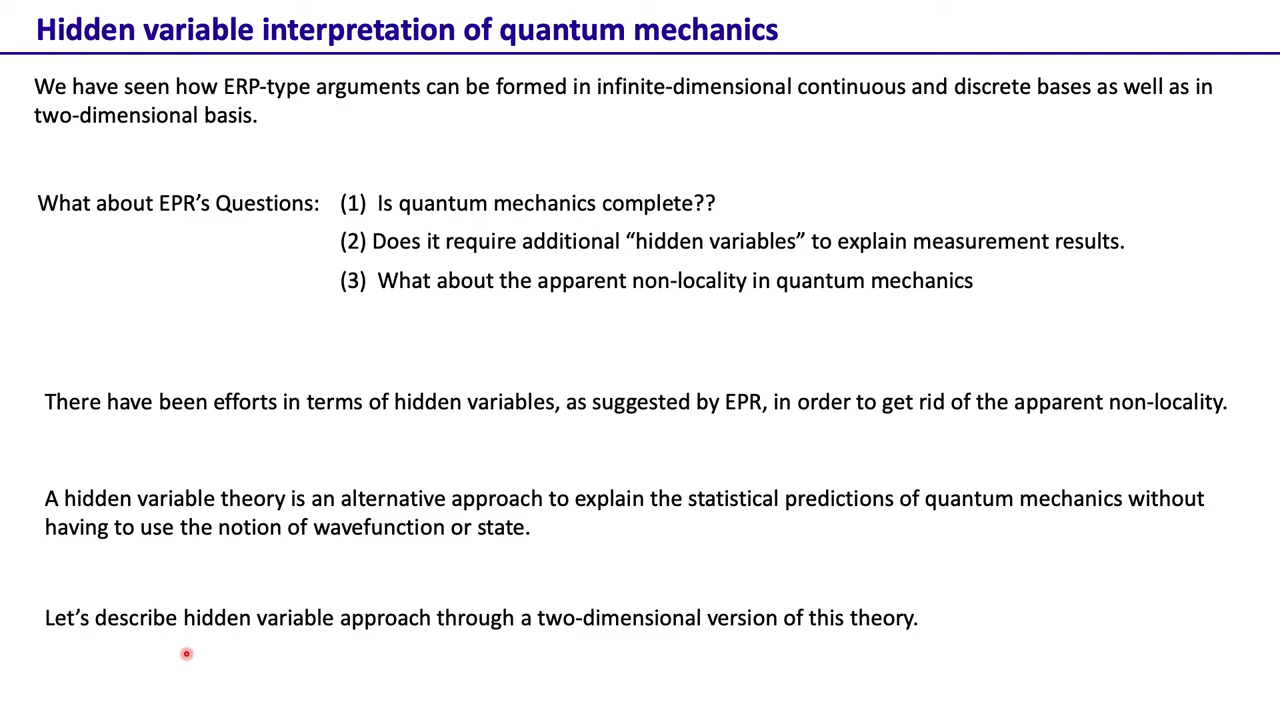 Hidden variable interpretation of quantum mechanics
We have seen how ERP-type arguments can be formed in infinite-dimensional continuous and discrete bases as well as in
two-dimensional basis.
What about EPR’s Questions: (1) Is quantum mechanics complete??
(2) Does it require additional “hidden variables” to explain measurement results.
(3) What about the apparent non-locality in quantum mechanics
There have been efforts in terms of hidden variables, as suggested by EPR, in order to get rid of the apparent non-locality.
A hidden variable theory is an alternative approach to explain the statistical predictions of quantum mechanics without
having to use the notion of wavefunction or state.
Let’s describe hidden variable approach through a two-dimensional version of this theory.